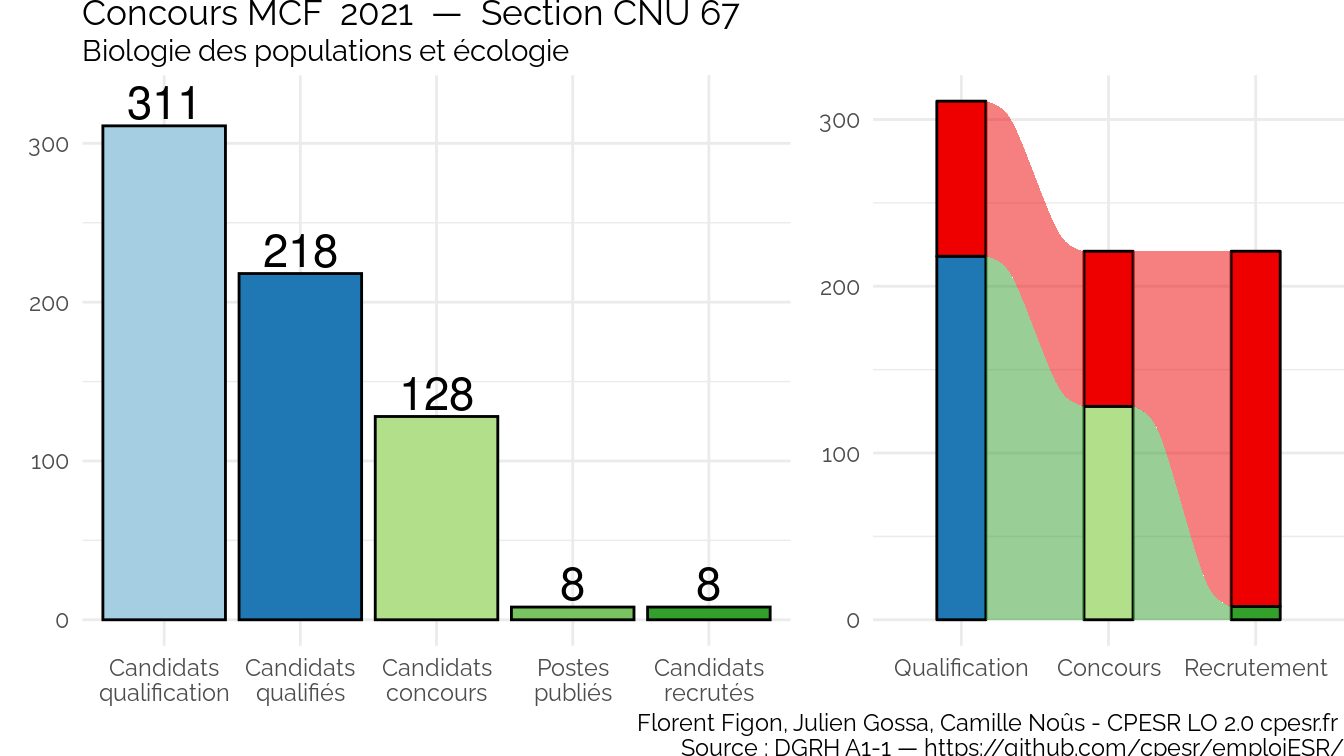 Concours MCF 2021 — Section CNU 67
Biologie des populations et écologie
311
218
128
8
8
300
200
100
0
Candidats qualification
Candidats qualifiés
Candidats concours
Postes publiés
Candidats recrutés
300
200
100
0
Qualification
Concours
Recrutement
Florent Figon, Julien Gossa, Camille Noûs - CPESR LO 2.0 cpesr.fr
Source : DGRH A1-1 — https://github.com/cpesr/emploiESR/